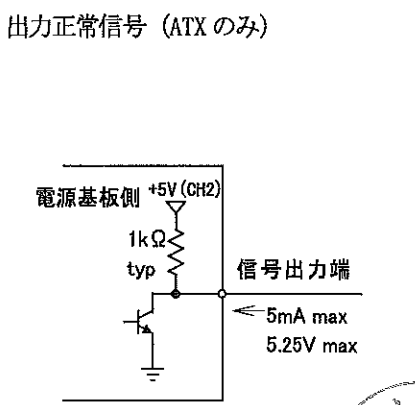 出力正常信号 (ATX のみ)
電源基板側
+5V(CH2)
1kΩ
typ
信号出力端
5mA max
5.25V max